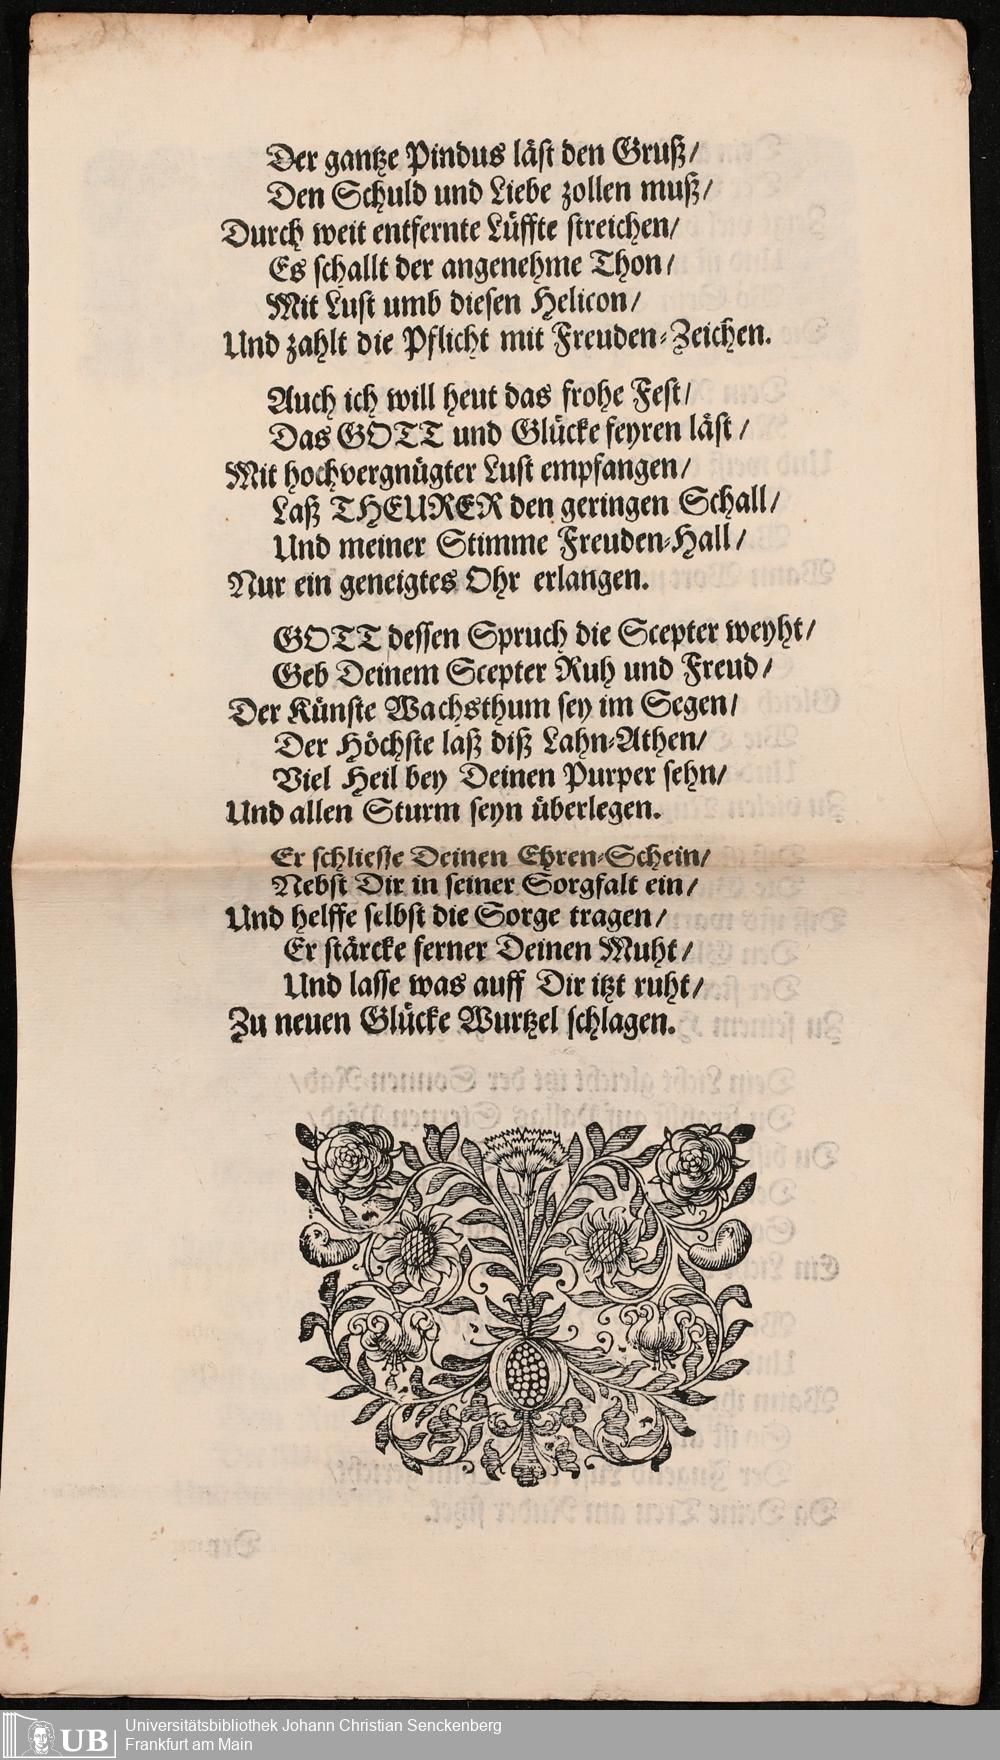 Der gantze Pindus läst den Gruß/
Den Schuld und Liebe zollen muß/
Durch weit entfernte Lüffte streichen/
Es schallt der angenehme Thon/
Mit Lust umb diesen Helicon/
Und zahlt die Pflicht mit Freuden-Zeichen.
Auch ich will heut das frohe Fest/
Das GOTT und Glücke feyren läst/
Mit hochvergnügter Lust empfangen/
Laß THEURER den geringen Schall/
Und meiner Stimme Freuden-Hall/
Nur ein geneigtes Ohr erlangen.
GOTT dessen Spruch die Scepter weyht/
Geb Deinem Scepter Ruh und Freud/
Der Künste Wachsthum sey im Segen/
Der Höchste laß diß Lahn-Athen/
Viel Heil bey Deinen Purper sehn/
Und allen Sturm seyn überlegen.
Er schliesse Deinen Ehren-Schein/
Nebst Dir in seiner Sorgfalt ein/
Und helffe selbst die Sorge tragen/
Er stärcke ferner Deinen Muht/
Und lasse was auff Dir itzt ruht/
Zu neuen Glücke Wurtzel schlagen.
UB
Universitätsbibliothek Johann Christian Senckenberg
Frankfurt am Main